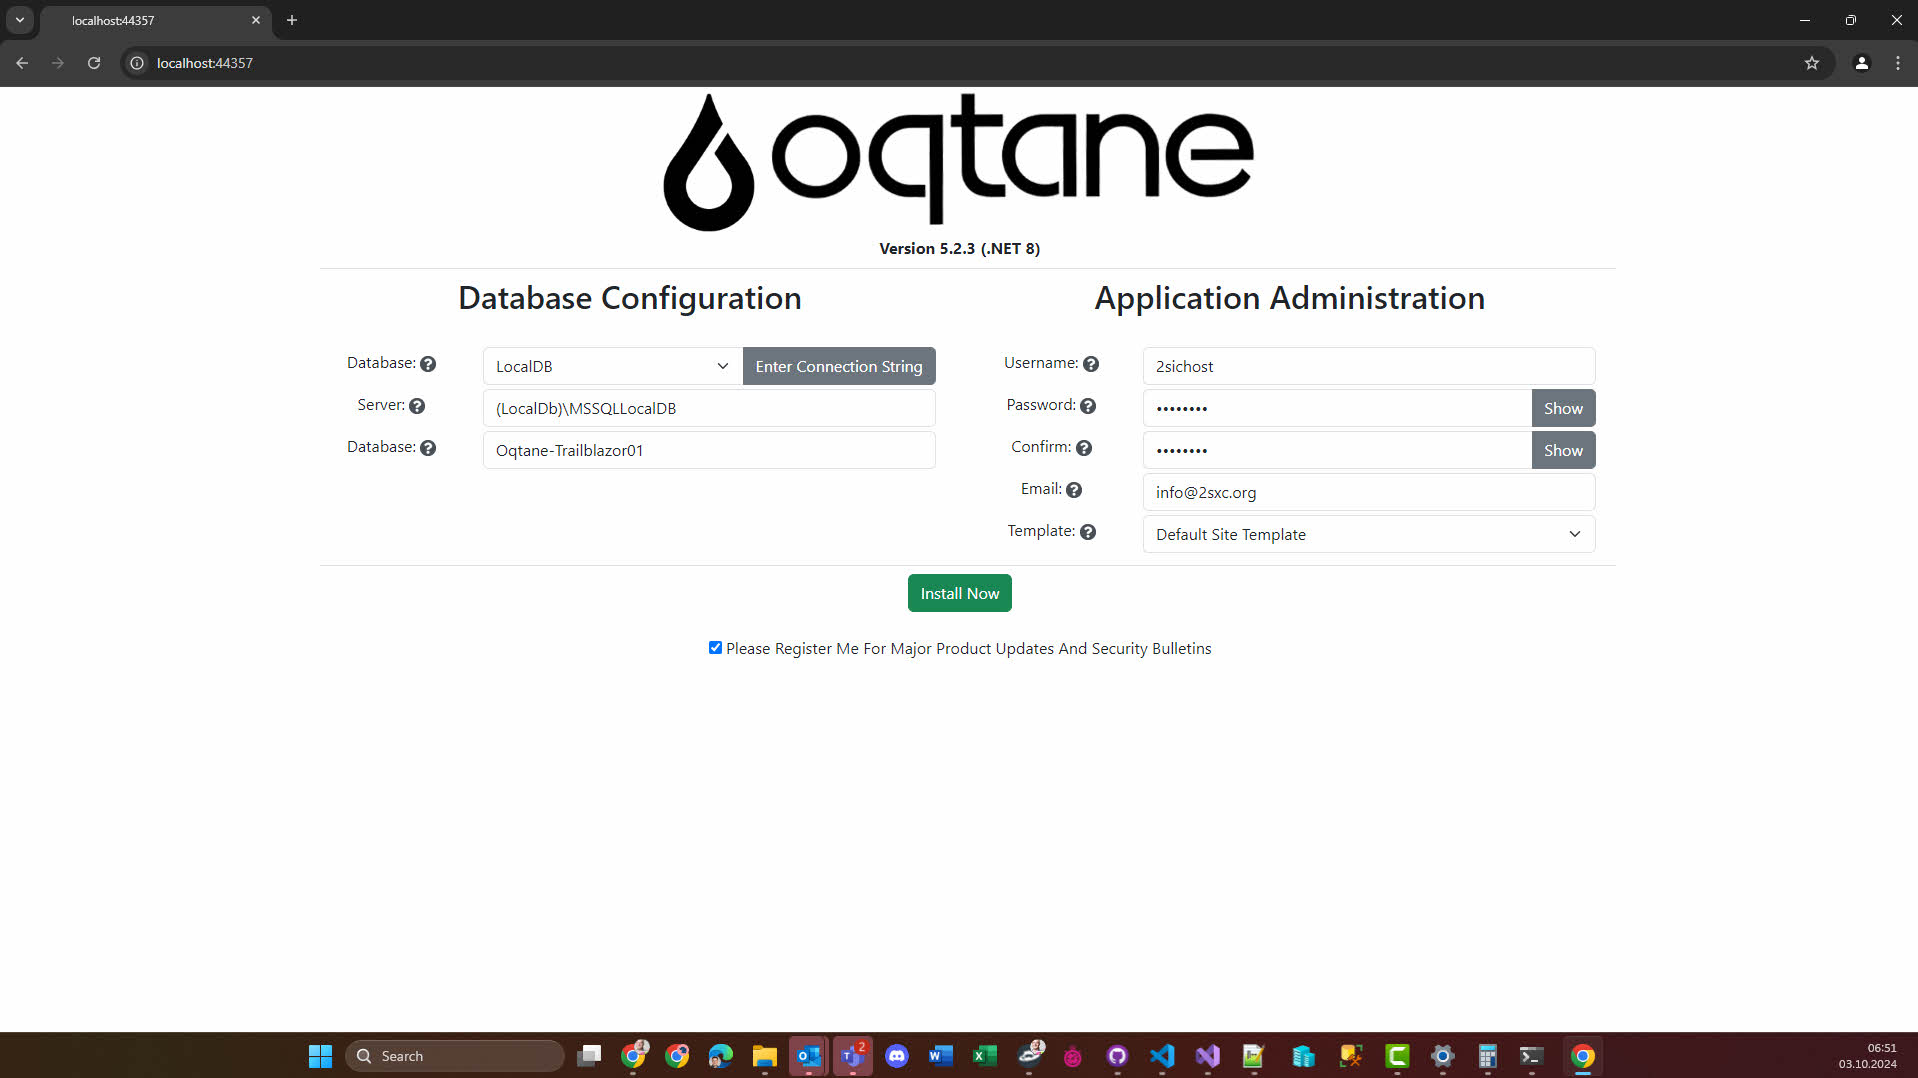 localhost:44357
localhost:44357
oqtane
Version 5.2.3 (.NET 8)
Database Configuration
Application Administration
Database:
LocalDB
Enter Connection String
Server:
(LocalDb)\MSSQLLocalDB
Database:
Oqtane-Trailblazor01
Username:
2sichost
Password:
••••••••
Show
Confirm:
••••••••
Show
Email:
info@2sxc.org
Template:
Default Site Template
Install Now
Please Register Me For Major Product Updates And Security Bulletins
Search
2
06:51
03.10.2024